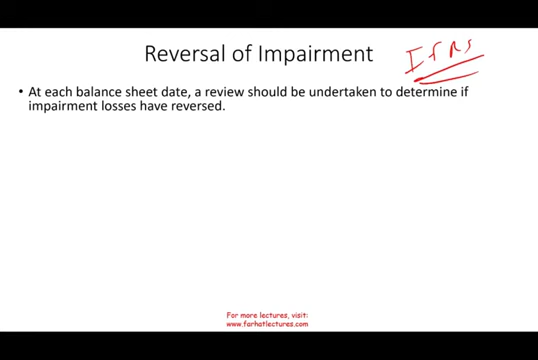 Reversal of Impairment
IfRS
• At each balance sheet date, a review should be undertaken to determine if
impairment losses have reversed.
For more lectures, visit:
www.farhatlectures.com